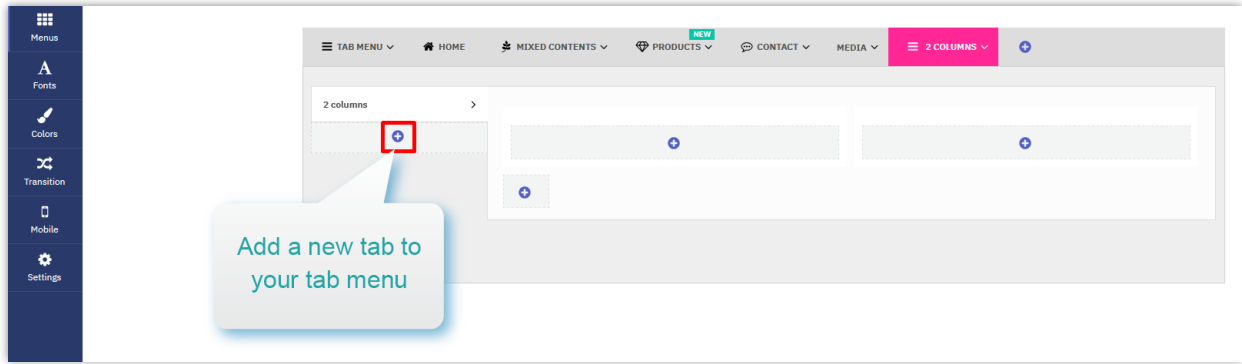 Menus
Fonts
Colors
Transition
Mobile
Settings
NEW
TAB MENU HOME MIXED CONTENTS PRODUCTS CONTACT MEDIA 2 COLUMNS
2 columns
Add a new tab to
your tab menu